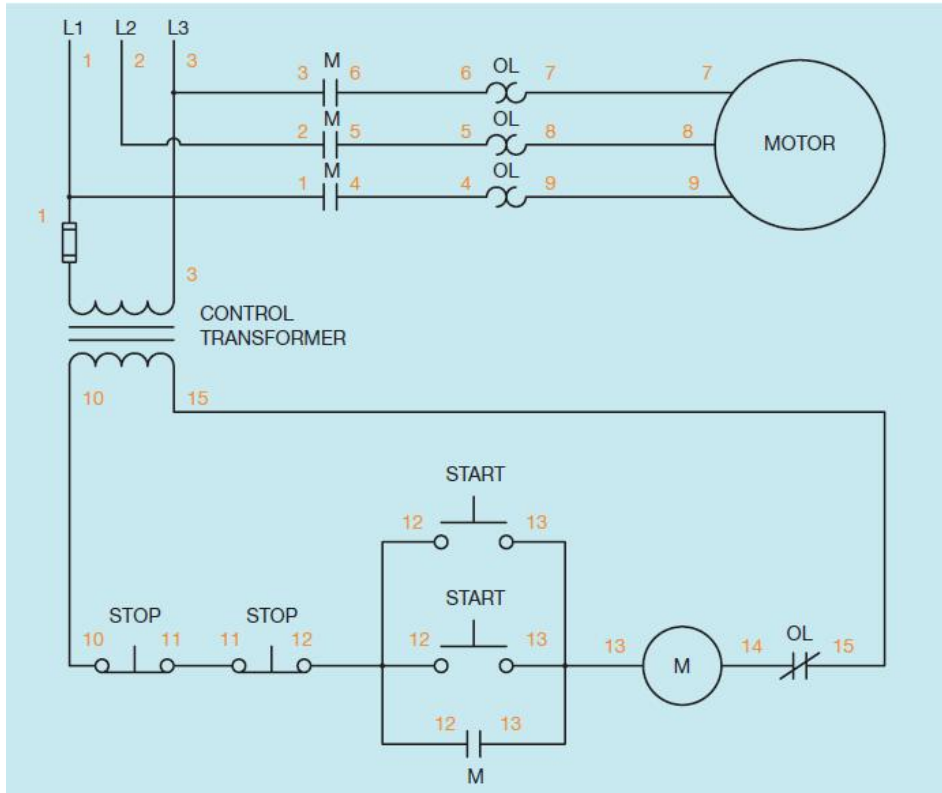 L1 L2 L3
1 2 3
M OL
3 6 6 7 7
M OL
2 5 5 8 8
MOTOR
M OL
1 4 4 9 9
1
3
CONTROL
TRANSFORMER
10 15
START
12 13
START
STOP STOP
10 11 11 12 12 13 13 M 14 OL 15
12 13
M